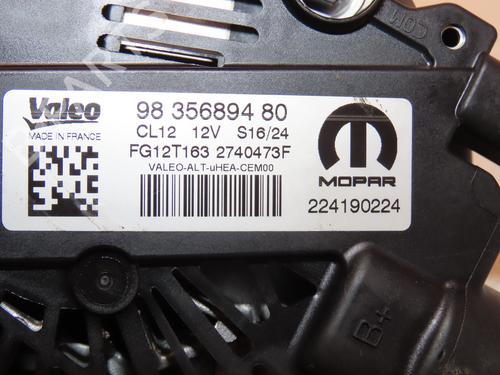 Valeo
MADE IN FRANCE
98 356894 80
CL12 12V S16/24
FG12T163 2740473F
VALEO-ALT-uHEA-CEM00
MOPAR
224190224
COM
B+